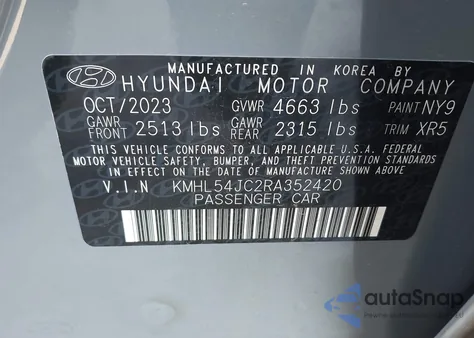 MANUFACTURED IN KOREA BY
HYUNDAI MOTOR COMPANY
OCT/2023 GVWR 4663 lbs PAINT NY9
GAWR FRONT 2513 lbs GAWR REAR 2315 lbs TRIM XR5
THIS VEHICLE CONFORMS TO ALL APPLICABLE U.S.A. FEDERAL
MOTOR VEHICLE SAFETY, BUMPER, AND THEFT PREVENTION STANDARDS
IN EFFECT ON THE DATE OF MANUFACTURE SHOWN ABOVE
V.I.N KMHL54JC2RA352420
PASSENGER CAR
autoSnap